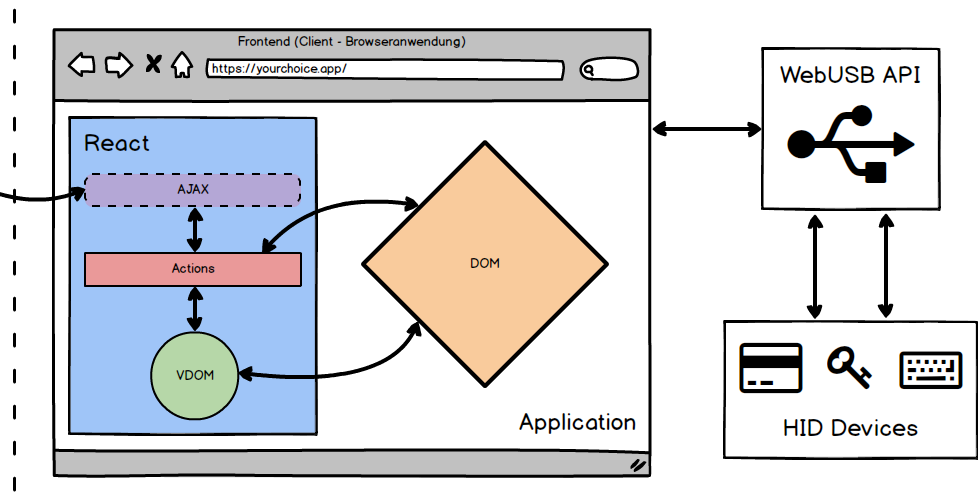 Frontend (Client - Browseranwendung)
https://yourchoice.app/
WebUSB API
React
AJAX
Actions
DOM
VDOM
Application
HID Devices